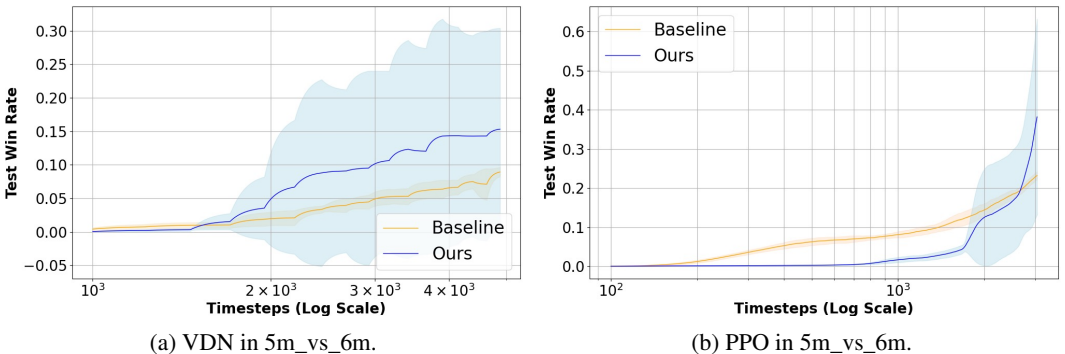 0.30
0.25
0.20
0.15
0.10
0.05
0.00
−0.05
Test Win Rate
10³
2 × 10³
3 × 10³
4 × 10³
Timesteps (Log Scale)
Baseline
Ours
(a) VDN in 5m_vs_6m.
0.6
0.5
0.4
0.3
0.2
0.1
0.0
Test Win Rate
10²
10³
Timesteps (Log Scale)
Baseline
Ours
(b) PPO in 5m_vs_6m.